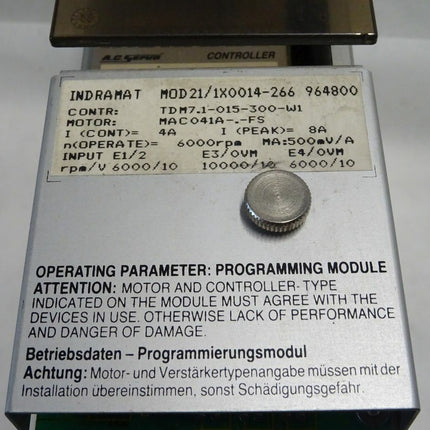 A.C. SERVO CONTROLLER
INDRAMAT MOD21/1X0014-266 964800
CONTR: TDM7.1-015-300-W1
MOTOR: MAC041A-.-FS
I (CONT)= 4A I (PEAK)= 8A
n(OPERATE)= 6000rpm MA:500mV/A
INPUT E1/2 E3/0VM E4/0VM
rpm/V 6000/10 10000/10 6000/10
OPERATING PARAMETER: PROGRAMMING MODULE
ATTENTION: MOTOR AND CONTROLLER-TYPE
INDICATED ON THE MODULE MUST AGREE WITH THE
DEVICES IN USE. OTHERWISE LACK OF PERFORMANCE
AND DANGER OF DAMAGE.
Betriebsdaten – Programmierungsmodul
Achtung: Motor- und Verstärkertypenangabe müssen mit der
Installation übereinstimmen, sonst Schädigungsgefahr.